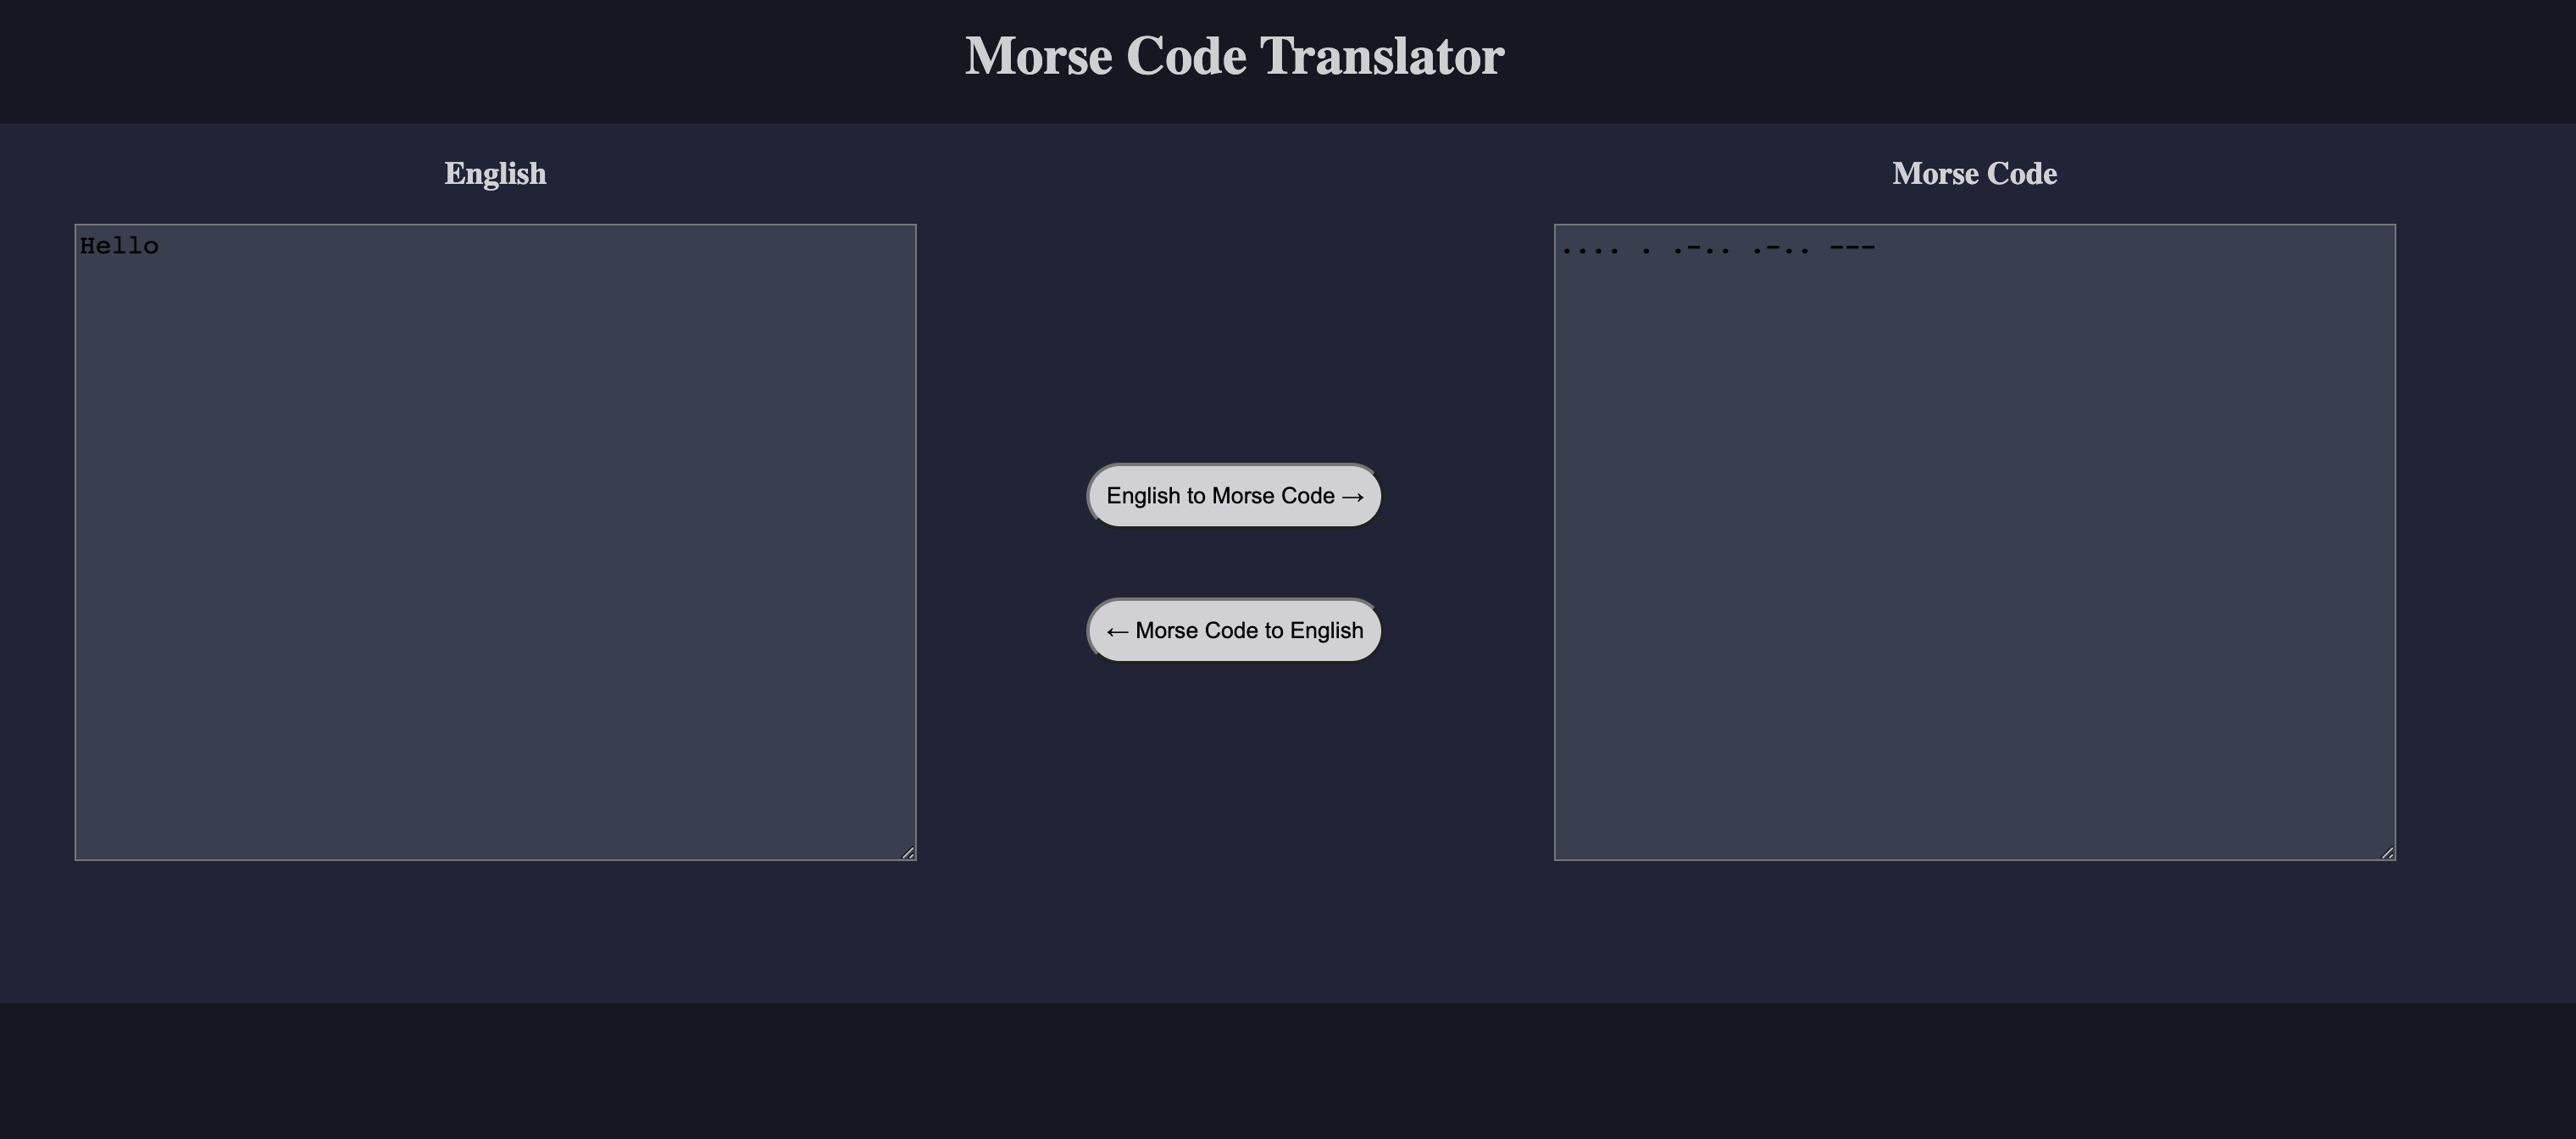 Morse Code Translator
English
Morse Code
Hello
.... . .-.. .-.. ---
English to Morse Code →
← Morse Code to English